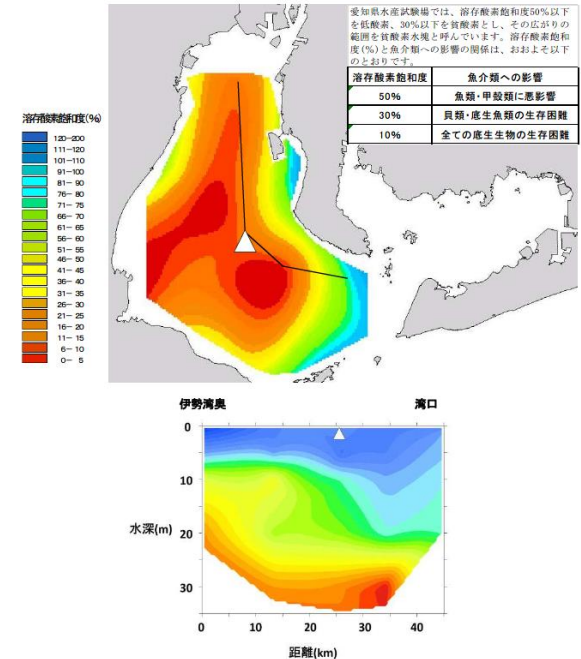 愛知県水産試験場では、溶存酸素飽和度50%以下
を低酸素、30%以下を貧酸素とし、その広がりの
範囲を貧酸素水塊と呼んでいます。溶存酸素飽和
度(%)と魚介類への影響の関係は、おおよそ以下
のとおりです。
溶存酸素飽和度 魚介類への影響
50% 魚類・甲殻類に悪影響
30% 貝類・底生魚類の生存困難
10% 全ての底生生物の生存困難
溶存酸素飽和度(%)
120-200
111-120
101-110
91-100
81- 90
76- 80
71- 75
66- 70
61- 65
56- 60
51- 55
46- 50
41- 45
36- 40
31- 35
26- 30
21- 25
16- 20
11- 15
6- 10
0- 5
伊勢湾奥 湾口
0
10
20
30
水深(m)
0 10 20 30 40
距離(km)